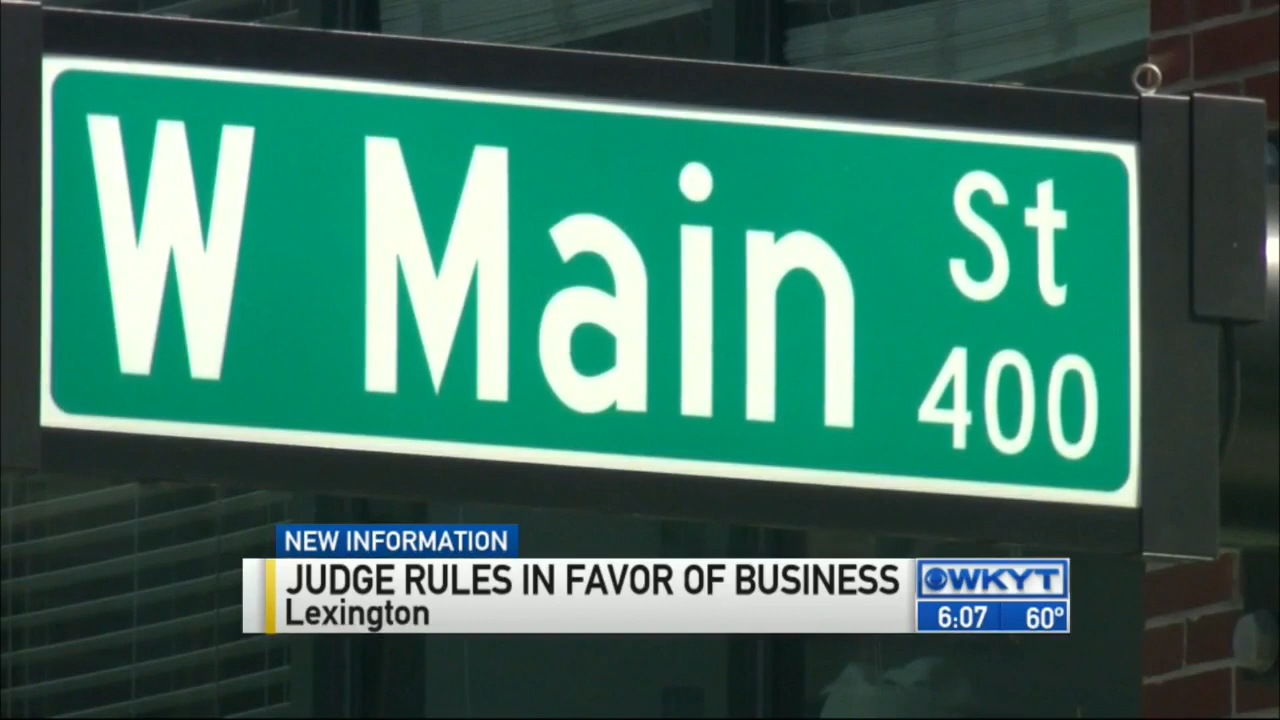 W Main St
400
NEW INFORMATION
JUDGE RULES IN FAVOR OF BUSINESS
Lexington
WKYT
6:07 60°